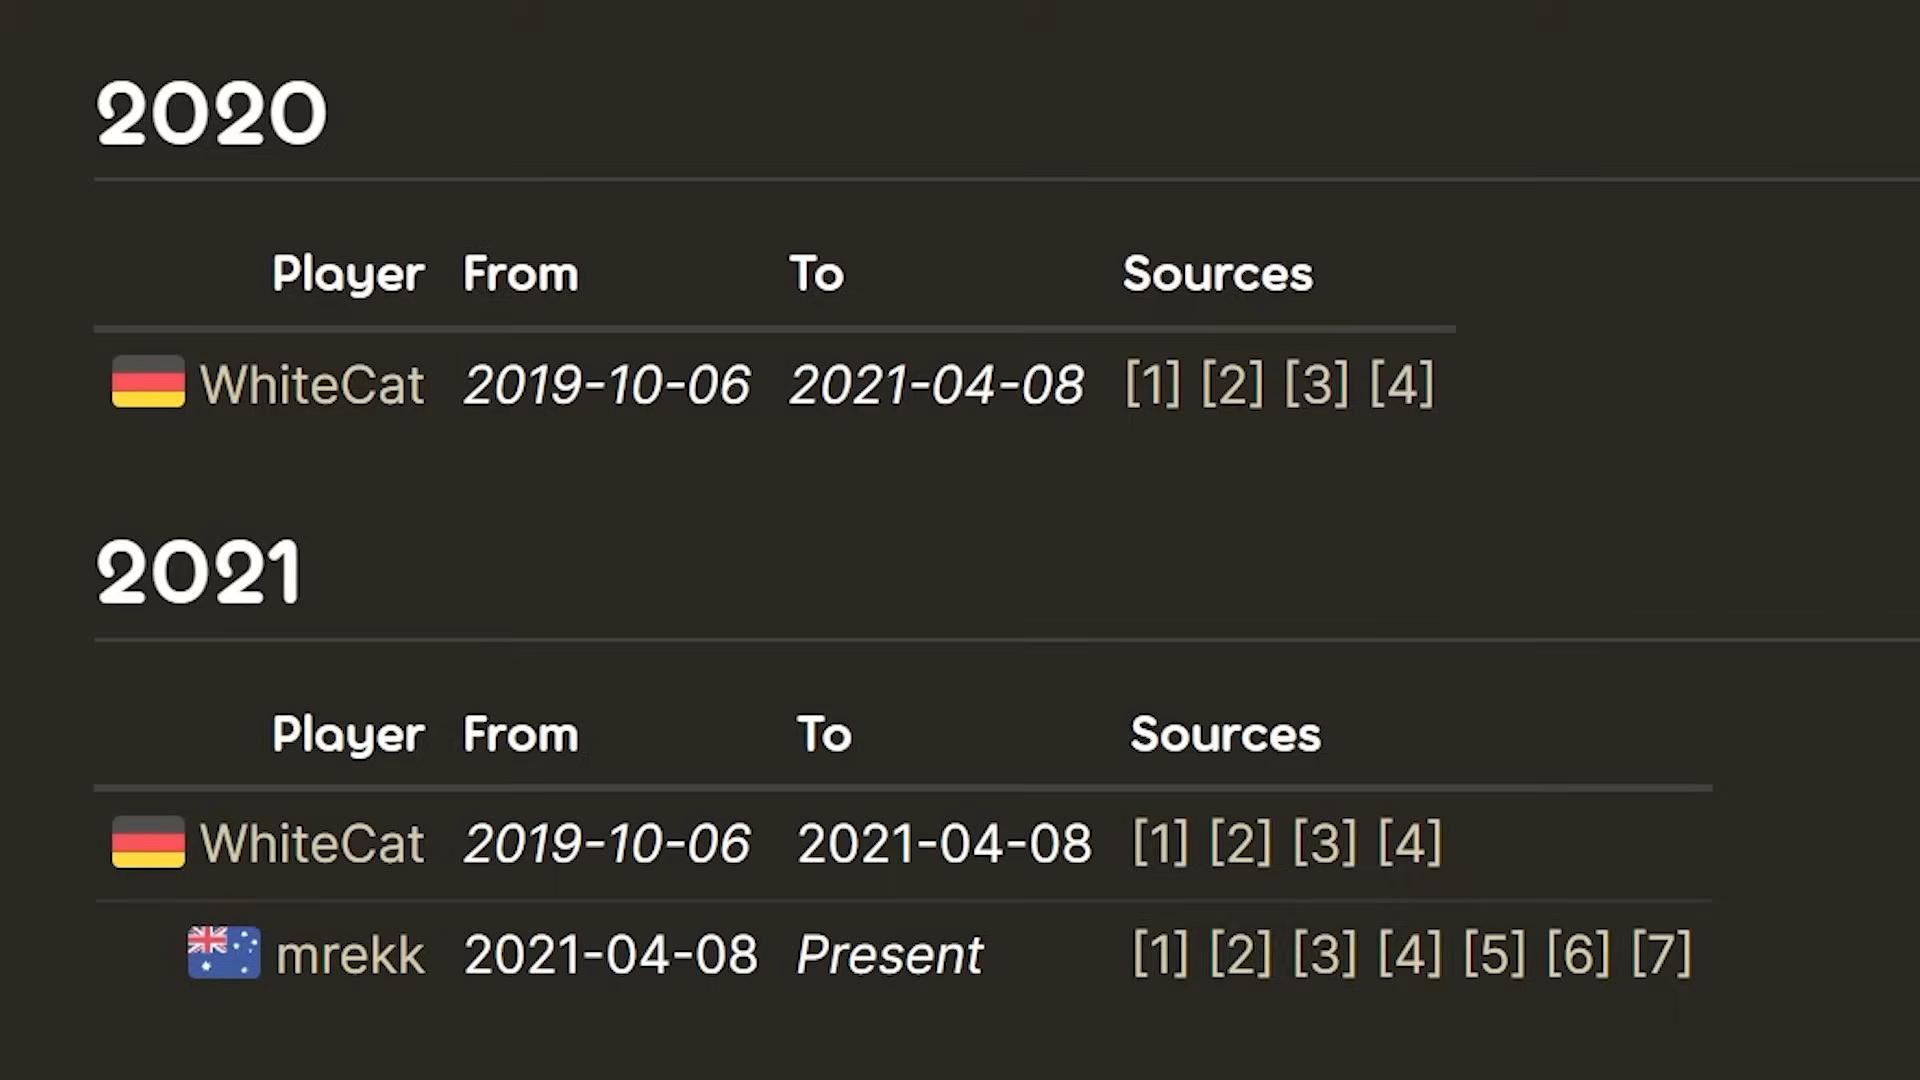 2020
Player From To Sources
WhiteCat 2019-10-06 2021-04-08 [1] [2] [3] [4]
2021
Player From To Sources
WhiteCat 2019-10-06 2021-04-08 [1] [2] [3] [4]
mrekk 2021-04-08 Present [1] [2] [3] [4] [5] [6] [7]